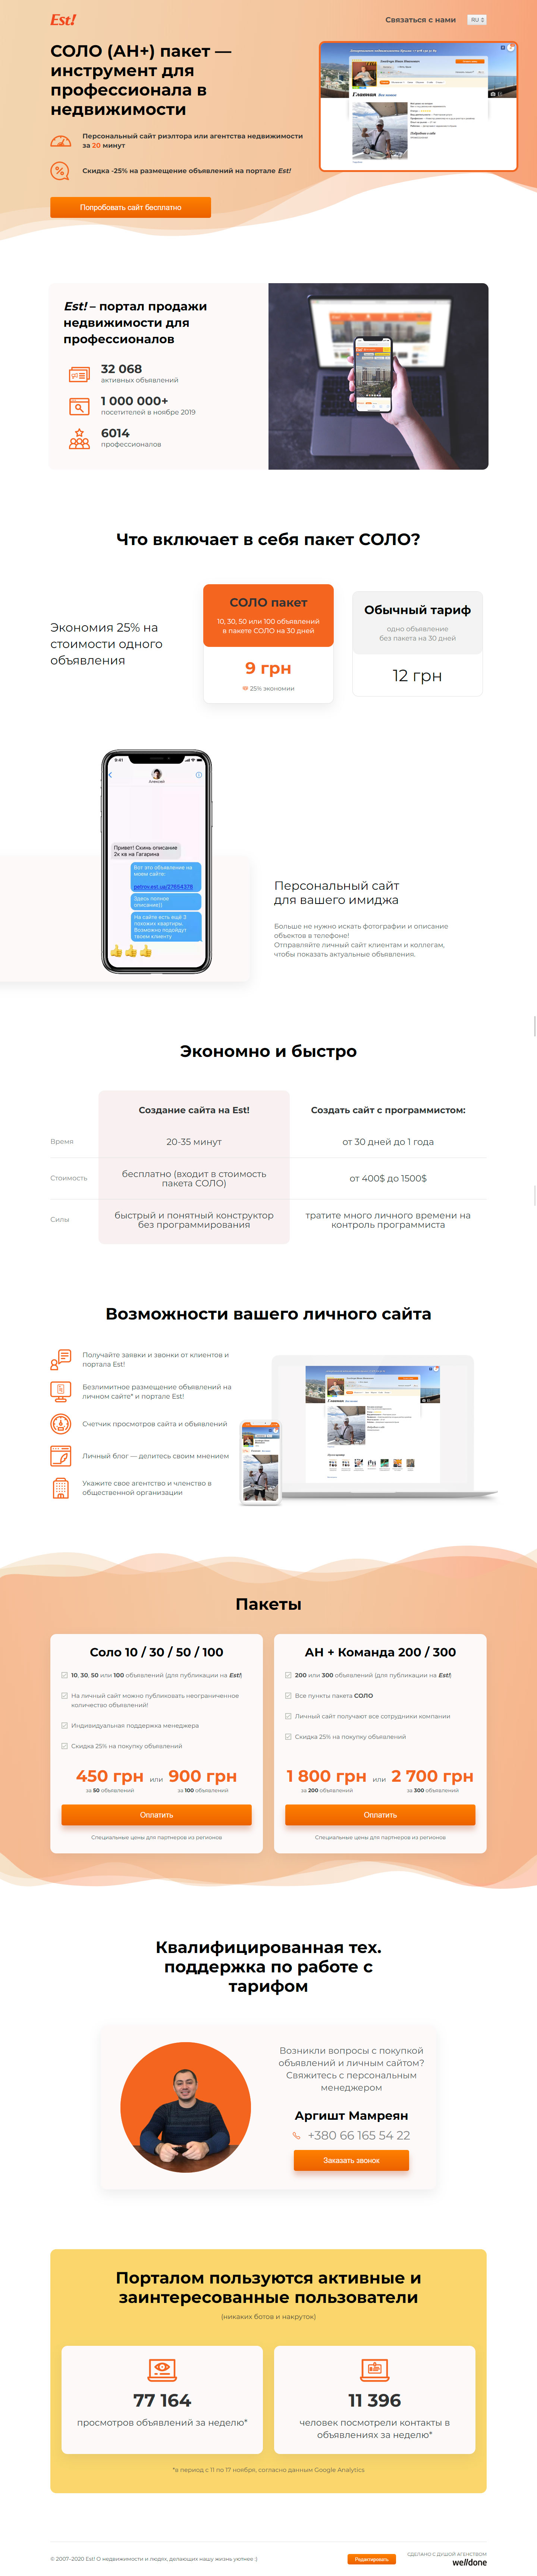 Est!
Связаться с нами
RU
СОЛО (АН+) пакет —
инструмент для
профессионала в
недвижимости
Персональный сайт риэлтора или агентства недвижимости
за 20 минут
Скидка -25% на размещение объявлений на портале Est!
Попробовать сайт бесплатно
Главная
Est! – портал продажи
недвижимости для
профессионалов
32 068
активных объявлений
1 000 000+
посетителей в ноябре 2019
6014
профессионалов
Что включает в себя пакет СОЛО?
Экономия 25% на
стоимости одного
объявления
СОЛО пакет
10, 30, 50 или 100 объявлений
в пакете СОЛО на 30 дней
9 грн
25% экономии
Обычный тариф
одно объявление
без пакета на 30 дней
12 грн
9:41
Алексей
Привет! Скинь описание
2к кв на Гагарина
Вот это объявление на
моем сайте:
petrov.est.ua/27654376
Здесь полное
описание))
На сайте есть ещё 3
похожих квартиры.
Возможно подойдут
твоем клиенту
Персональный сайт
для вашего имиджа
Больше не нужно искать фотографии и описание
объектов в телефоне!
Отправляйте личный сайт клиентам и коллегам,
чтобы показать актуальные объявления.
Экономно и быстро
Создание сайта на Est!
Создать сайт с программистом:
Время
20-35 минут
от 30 дней до 1 года
Стоимость
бесплатно (входит в стоимость
пакета СОЛО)
от 400$ до 1500$
Силы
быстрый и понятный конструктор
без программирования
тратите много личного времени на
контроль программиста
Возможности вашего личного сайта
Получайте заявки и звонки от клиентов и
портала Est!
Безлимитное размещение объявлений на
личном сайте* и портале Est!
Счетчик просмотров сайта и объявлений
Личный блог — делитесь своим мнением
Укажите свое агентство и членство в
общественной организации
Главная
Пакеты
Соло 10 / 30 / 50 / 100
10, 30, 50 или 100 объявлений (для публикации на Est!)
На личный сайт можно публиковать неограниченное
количество объявлений!
Индивидуальная поддержка менеджера
Скидка 25% на покупку объявлений
450 грн или 900 грн
за 50 объявлений
за 100 объявлений
Оплатить
Специальные цены для партнеров из регионов
АН + Команда 200 / 300
200 или 300 объявлений (для публикации на Est!)
Все пункты пакета СОЛО
Личный сайт получают все сотрудники компании
Скидка 25% на покупку объявлений
1 800 грн или 2 700 грн
за 200 объявлений
за 300 объявлений
Оплатить
Специальные цены для партнеров из регионов
Квалифицированная тех.
поддержка по работе с
тарифом
Возникли вопросы с покупкой
объявлений и личным сайтом?
Свяжитесь с персональным
менеджером
Аргишт Мамреян
+380 66 165 54 22
Заказать звонок
Порталом пользуются активные и
заинтересованные пользователи
(никаких ботов и накруток)
77 164
просмотров объявлений за неделю*
11 396
человек посмотрели контакты в
объявлениях за неделю*
*в период с 11 по 17 ноября, согласно данным Google Analytics
© 2007–2020 Est! О недвижимости и людях, делающих нашу жизнь уютнее :)
Редактировать
СДЕЛАНО С ДУШОЙ АГЕНТСТВОМ
welldone